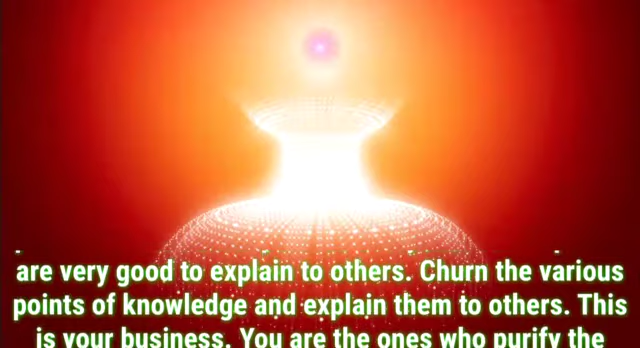 are very good to explain to others. Churn the various
points of knowledge and explain them to others. This
is your business. You are the ones who purify the